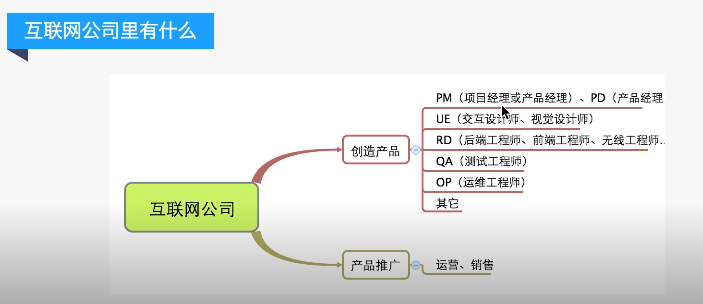 互联网公司里有什么
PM（项目经理或产品经理）、PD（产品经理
UE（交互设计师、视觉设计师）
创造产品
RD（后端工程师、前端工程师、无线工程师...
QA（测试工程师）
OP（运维工程师）
互联网公司
其它
产品推广
运营、销售